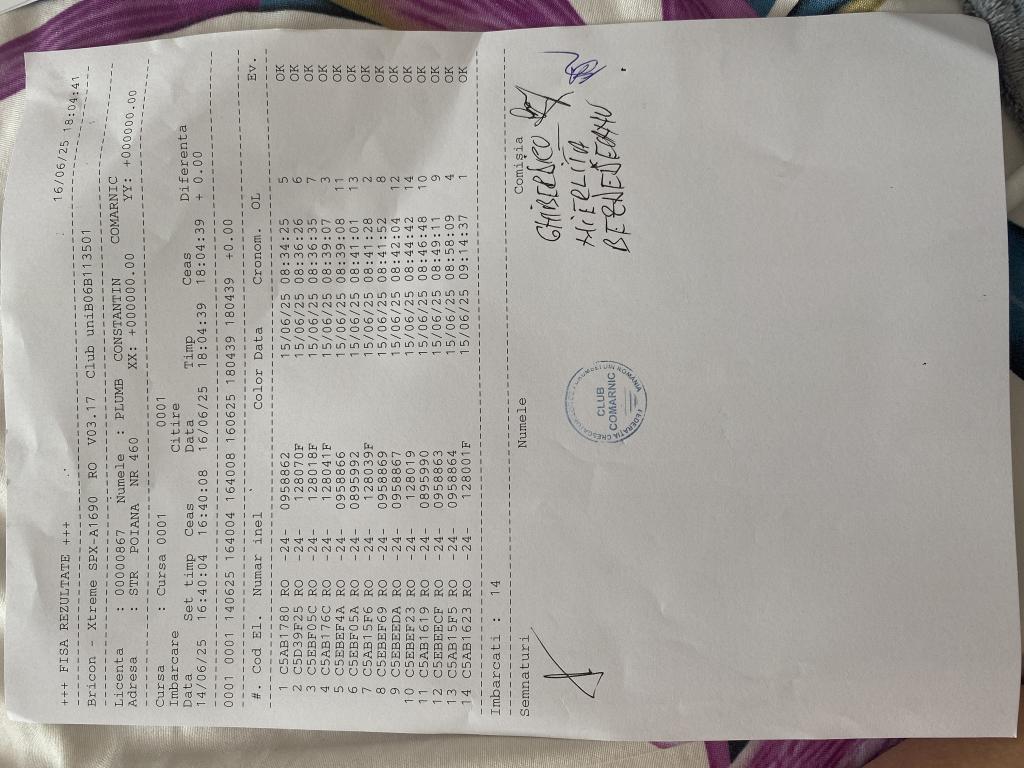 16/06/25 18:04:41
+++ FISA REZULTATE +++
Bricon - Xtreme SPX-A1690 RO V03.17 Club uniB06B113501
Licenta : 00000867 Numele : PLUMB CONSTANTIN COMARNIC
Adresa : STR POIANA NR 460 XX: +000000.00 YY: +000000.00
Cursa : Cursa 0001 0001
Imbarcare Citire
Data Set timp Ceas Data Timp Ceas Diferenta
14/06/25 16:40:04 16:40:08 16/06/25 18:04:39 18:04:39 + 0.00
0001 0001 140625 164004 164008 160625 180439 180439 +0.00
#. Cod El. Numar inel Color Data Cronom. OL Ev.
1 C5AB1780 RO -24- 0958862 15/06/25 08:34:25 5 OK
2 C5D39F25 RO -24- 128070F 15/06/25 08:36:26 6 OK
3 C5EBF05C RO -24- 128018F 15/06/25 08:36:35 7 OK
4 C5AB176C RO -24- 128041F 15/06/25 08:39:07 3 OK
5 C5EBEF4A RO -24- 0958866 15/06/25 08:39:08 11 OK
6 C5EBF05A RO -24- 0895992 15/06/25 08:41:01 13 OK
7 C5AB15F6 RO -24- 128039F 15/06/25 08:41:28 2 OK
8 C5EBEF69 RO -24- 0958869 15/06/25 08:41:52 8 OK
9 C5EBEEDA RO -24- 0958867 15/06/25 08:42:04 12 OK
10 C5EBEF23 RO -24- 128019 15/06/25 08:44:42 14 OK
11 C5AB1619 RO -24- 0895990 15/06/25 08:46:48 10 OK
12 C5EBEECF RO -24- 0958863 15/06/25 08:49:11 9 OK
13 C5AB15F5 RO -24- 0958864 15/06/25 08:58:09 4 OK
14 C5AB1623 RO -24- 128001F 15/06/25 09:14:37 1 OK
Imbarcati : 14
Semnaturi Numele Comisia
CLUB
COMARNIC